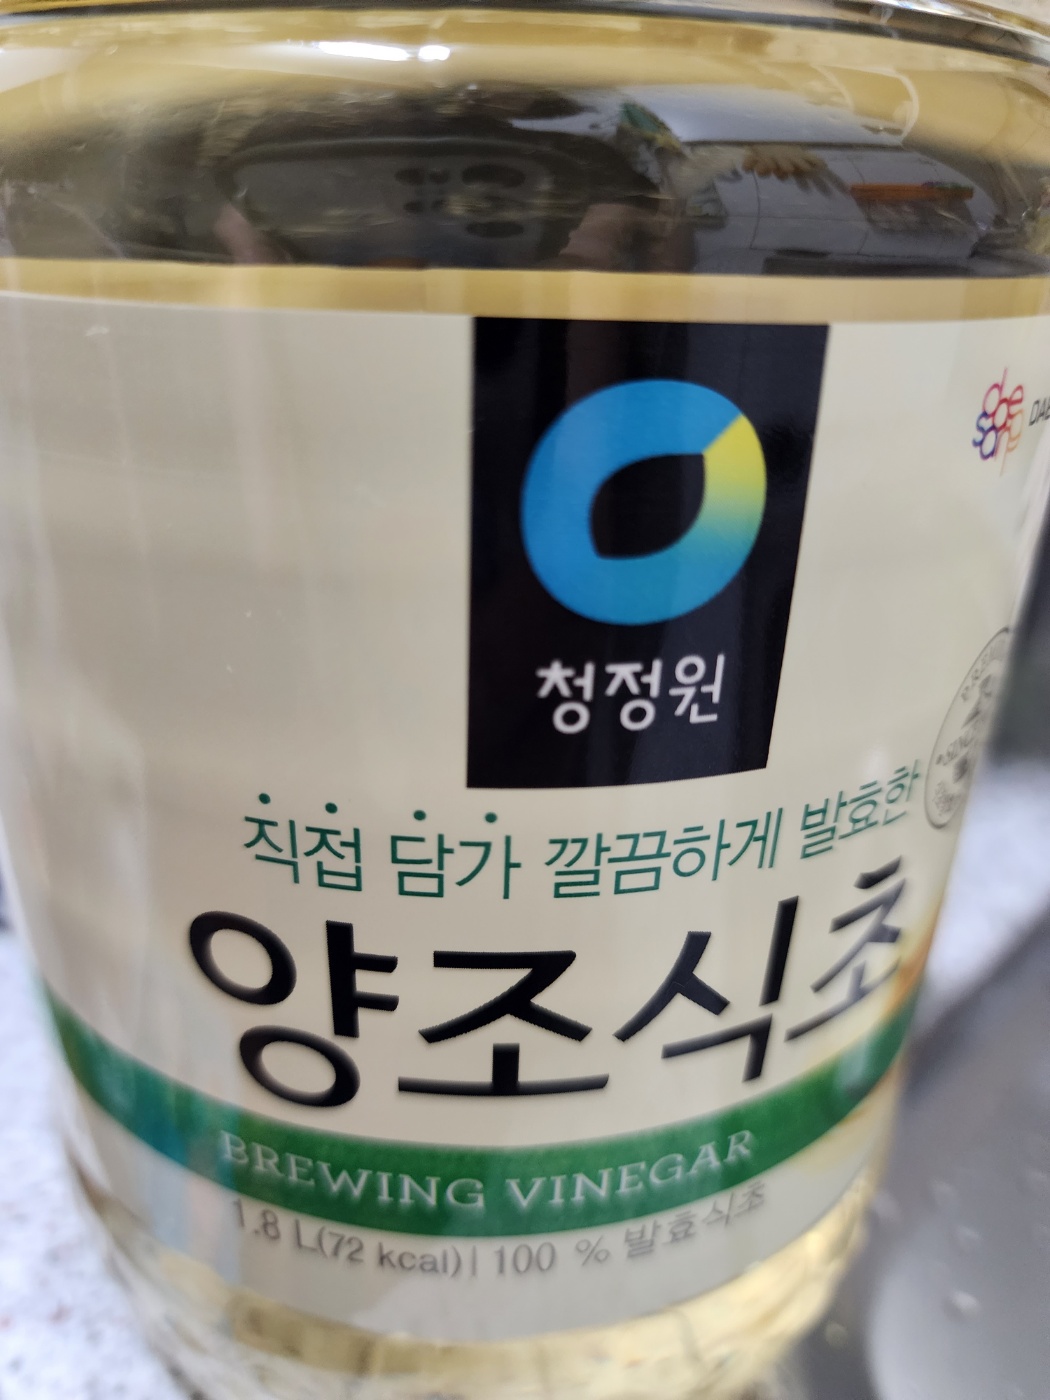 daesang
청정원
직접 담가 깔끔하게 발효한
양조식초
BREWING VINEGAR
1.8 L(72 kcal) | 100 % 발효식초